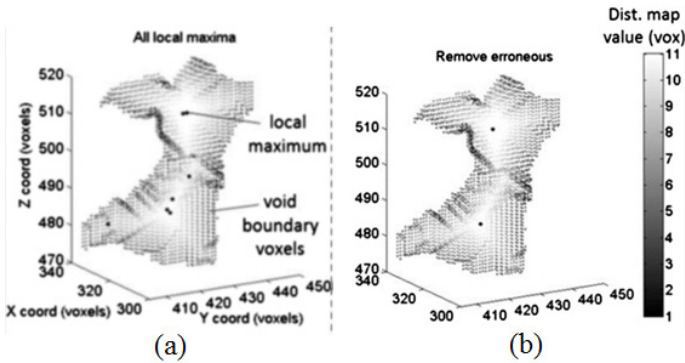 All local maxima
520
510
500
490
480
470
340
320
300
410
420
430
440
450
Z coord (voxels)
X coord (voxels)
Y coord (voxels)
local
maximum
void
boundary
voxels
(a)
Remove erroneous
520
510
500
490
480
470
340
320
300
410
420
430
440
450
(b)
Dist. map
value (vox)
11
10
9
8
7
6
5
4
3
2
1